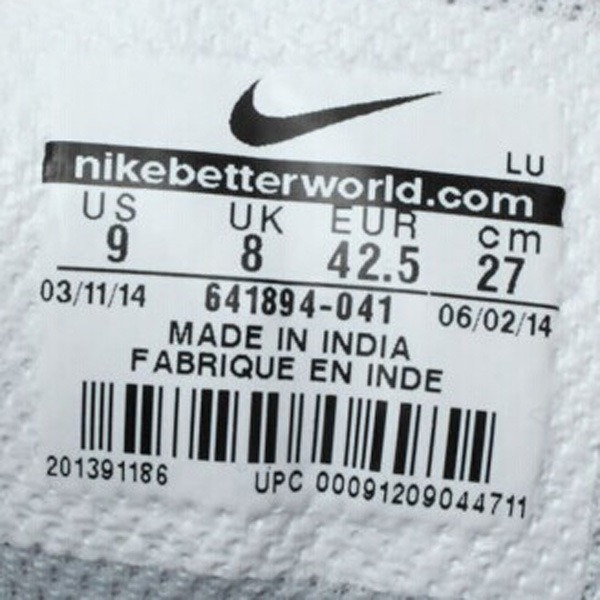 LU
nikebetterworld.com
US UK EUR cm
9 8 42.5 27
03/11/14 641894-041 06/02/14
MADE IN INDIA
FABRIQUE EN INDE
201391186 UPC 00091209044711